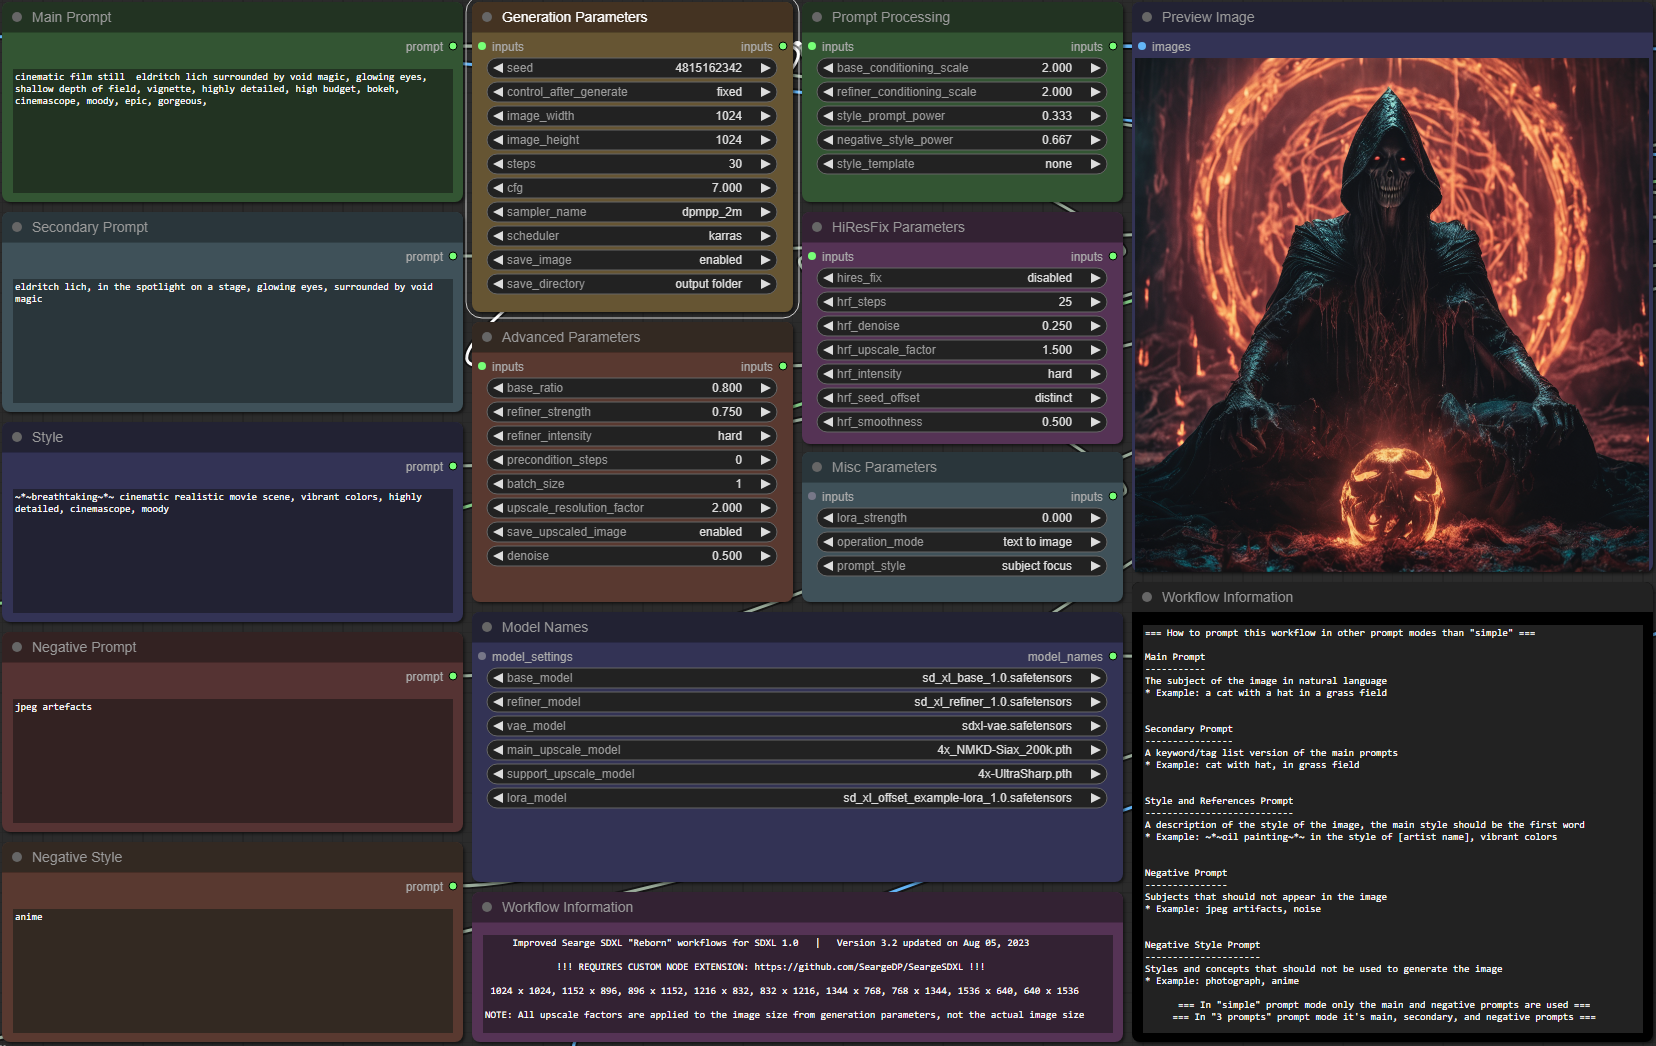 Main Prompt
prompt
cinematic film still  eldritch lich surrounded by void magic, glowing eyes,
shallow depth of field, vignette, highly detailed, high budget, bokeh,
cinemascope, moody, epic, gorgeous,
Secondary Prompt
prompt
eldritch lich, in the spotlight on a stage, glowing eyes, surrounded by void
magic
Style
prompt
~*~breathtaking~*~ cinematic realistic movie scene, vibrant colors, highly
detailed, cinemascope, moody
Negative Prompt
prompt
jpeg artefacts
Negative Style
prompt
anime
Generation Parameters
inputs inputs
seed 4815162342
control_after_generate fixed
image_width 1024
image_height 1024
steps 30
cfg 7.000
sampler_name dpmpp_2m
scheduler karras
save_image enabled
save_directory output folder
Advanced Parameters
inputs inputs
base_ratio 0.800
refiner_strength 0.750
refiner_intensity hard
precondition_steps 0
batch_size 1
upscale_resolution_factor 2.000
save_upscaled_image enabled
denoise 0.500
Prompt Processing
inputs inputs
base_conditioning_scale 2.000
refiner_conditioning_scale 2.000
style_prompt_power 0.333
negative_style_power 0.667
style_template none
HiResFix Parameters
inputs inputs
hires_fix disabled
hrf_steps 25
hrf_denoise 0.250
hrf_upscale_factor 1.500
hrf_intensity hard
hrf_seed_offset distinct
hrf_smoothness 0.500
Misc Parameters
inputs inputs
lora_strength 0.000
operation_mode text to image
prompt_style subject focus
Model Names
model_settings model_names
base_model sd_xl_base_1.0.safetensors
refiner_model sd_xl_refiner_1.0.safetensors
vae_model sdxl-vae.safetensors
main_upscale_model 4x_NMKD-Siax_200k.pth
support_upscale_model 4x-UltraSharp.pth
lora_model sd_xl_offset_example-lora_1.0.safetensors
Workflow Information
Improved Searge SDXL "Reborn" workflows for SDXL 1.0 | Version 3.2 updated on Aug 05, 2023
!!! REQUIRES CUSTOM NODE EXTENSION: https://github.com/SeargeDP/SeargeSDXL !!!
1024 x 1024, 1152 x 896, 896 x 1152, 1216 x 832, 832 x 1216, 1344 x 768, 768 x 1344, 1536 x 640, 640 x 1536
NOTE: All upscale factors are applied to the image size from generation parameters, not the actual image size
Preview Image
images
Workflow Information
=== How to prompt this workflow in other prompt modes than "simple" ===
Main Prompt
-----------
The subject of the image in natural language
* Example: a cat with a hat in a grass field
Secondary Prompt
----------------
A keyword/tag list version of the main prompts
* Example: cat with hat, in grass field
Style and References Prompt
---------------------------
A description of the style of the image, the main style should be the first word
* Example: ~*~oil painting~*~ in the style of [artist name], vibrant colors
Negative Prompt
---------------
Subjects that should not appear in the image
* Example: jpeg artifacts, noise
Negative Style Prompt
---------------------
Styles and concepts that should not be used to generate the image
* Example: photograph, anime
=== In "simple" prompt mode only the main and negative prompts are used ===
=== In "3 prompts" prompt mode it's main, secondary, and negative prompts ===